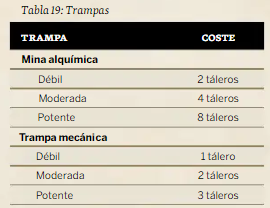 Tabla 19: Trampas
TRAMPA COSTE
Mina alquímica
Débil 2 táleros
Moderada 4 táleros
Potente 8 táleros
Trampa mecánica
Débil 1 tálero
Moderada 2 táleros
Potente 3 táleros